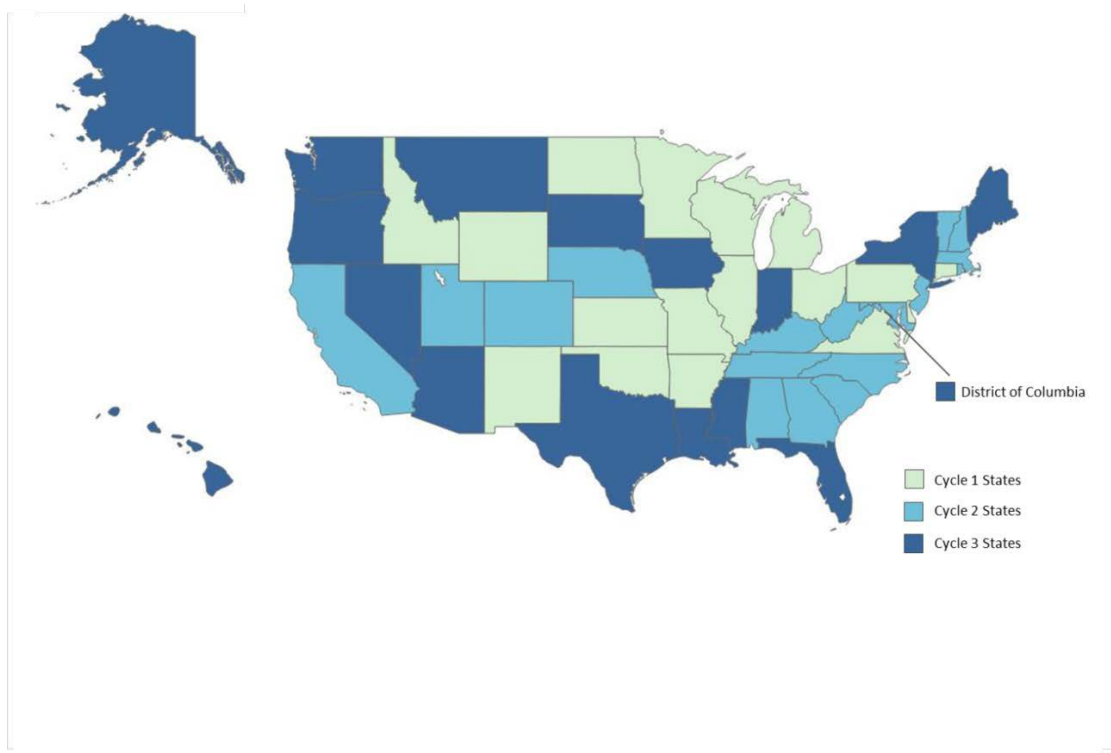 District of Columbia
Cycle 1 States
Cycle 2 States
Cycle 3 States